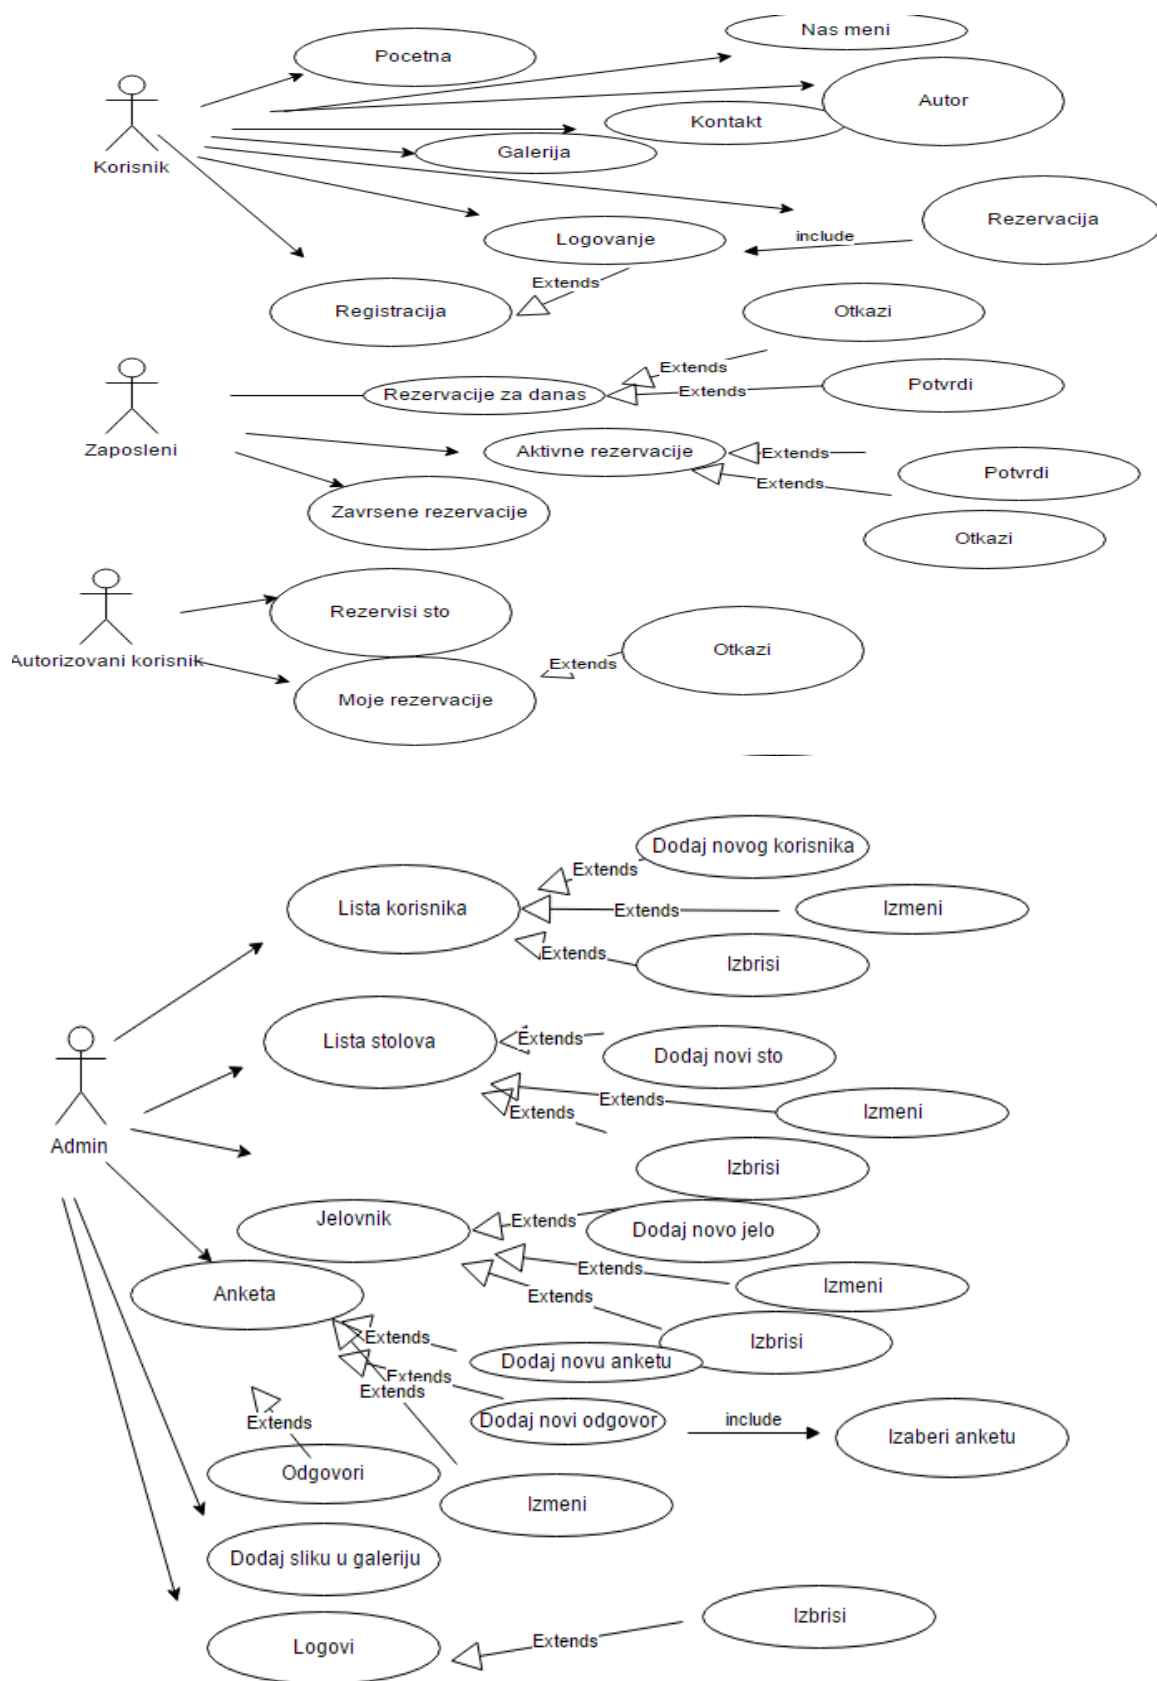 Nas meni
Pocetna
Autor
Kontakt
Galerija
Korisnik
Rezervacija
include
Logovanje
Extends
Registracija
Otkazi
Extends
Potvrdi
Extends
Rezervacije za danas
Zaposleni
Aktivne rezervacije
Extends
Potvrdi
Extends
Zavrsene rezervacije
Otkazi
Rezervisi sto
Autorizovani korisnik
Otkazi
Extends
Moje rezervacije
Dodaj novog korisnika
Extends
Lista korisnika
Extends
Izmeni
Extends
Izbrisi
Lista stolova
Extends
Dodaj novi sto
Extends
Izmeni
Extends
Admin
Izbrisi
Jelovnik
Extends
Dodaj novo jelo
Extends
Izmeni
Anketa
Extends
Izbrisi
Extends
Dodaj novu anketu
Extends
Extends
Dodaj novi odgovor
include
Izaberi anketu
Extends
Odgovori
Izmeni
Dodaj sliku u galeriju
Izbrisi
Extends
Logovi